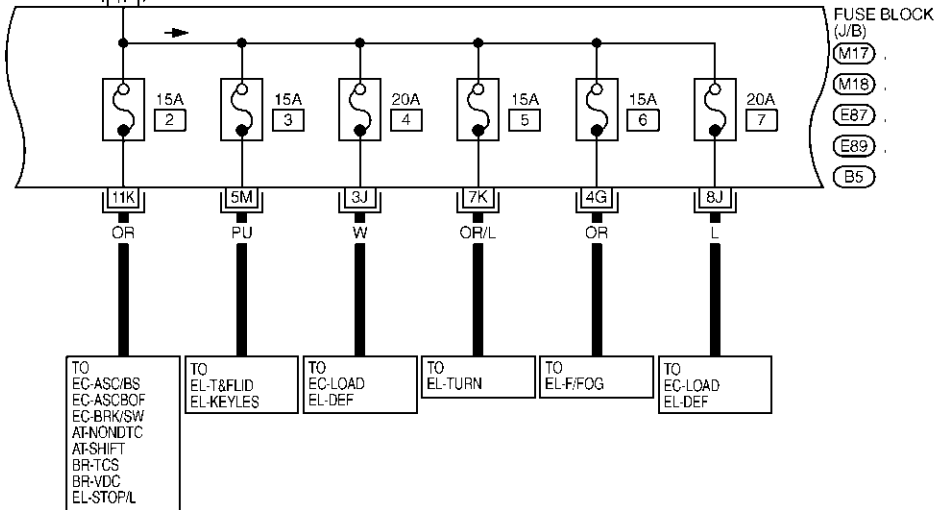 FUSE BLOCK
(J/B)
M17 .
M18 .
E87 .
E89 .
B5
15A
2
15A
3
20A
4
15A
5
15A
6
20A
7
11K
5M
3J
7K
4G
8J
OR
PU
W
OR/L
OR
L
TO
EC-ASC/BS
EC-ASCBOF
EC-BRK/SW
AT-NONDTC
AT-SHIFT
BR-TCS
BR-VDC
EL-STOP/L
TO
EL-T&FLID
EL-KEYLES
TO
EC-LOAD
EL-DEF
TO
EL-TURN
TO
EL-F/FOG
TO
EC-LOAD
EL-DEF